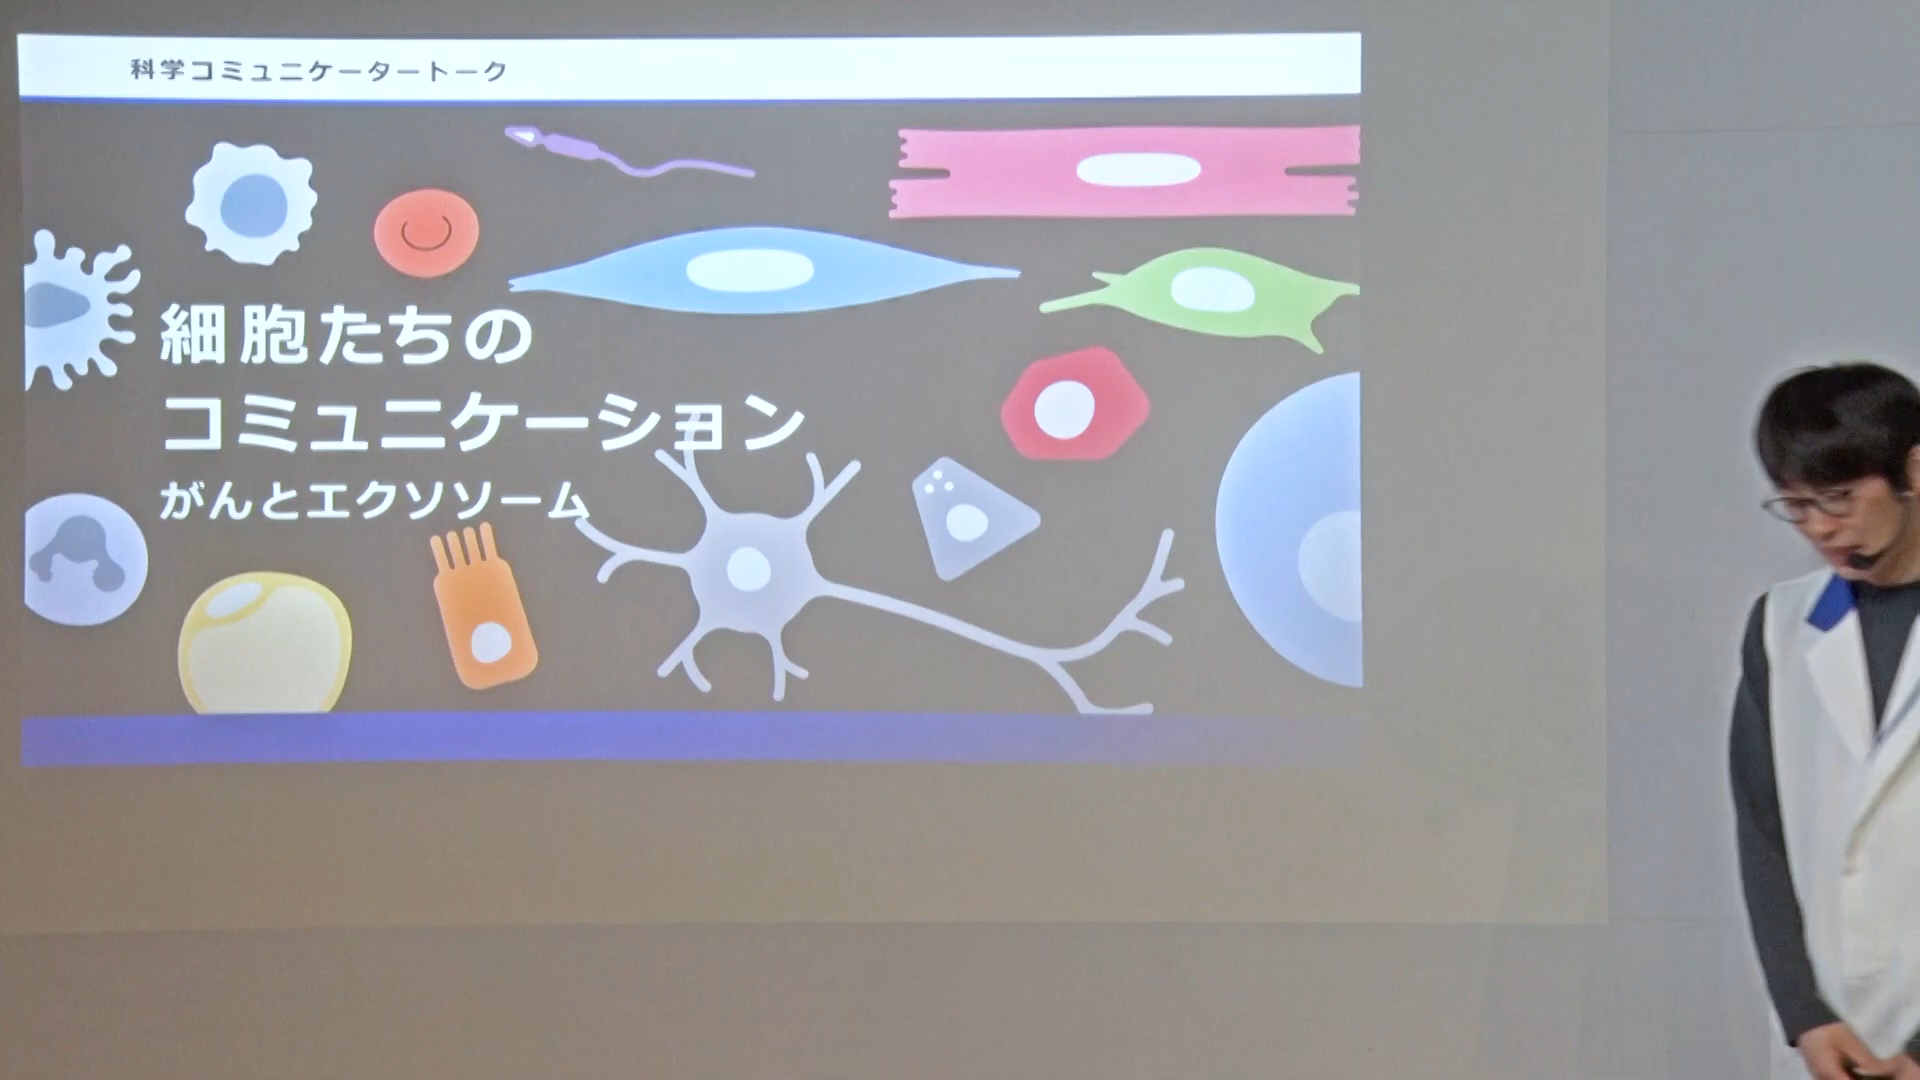 科学コミュニケータートーク
細胞たちの
コミュニケーション
がんとエクソソーム